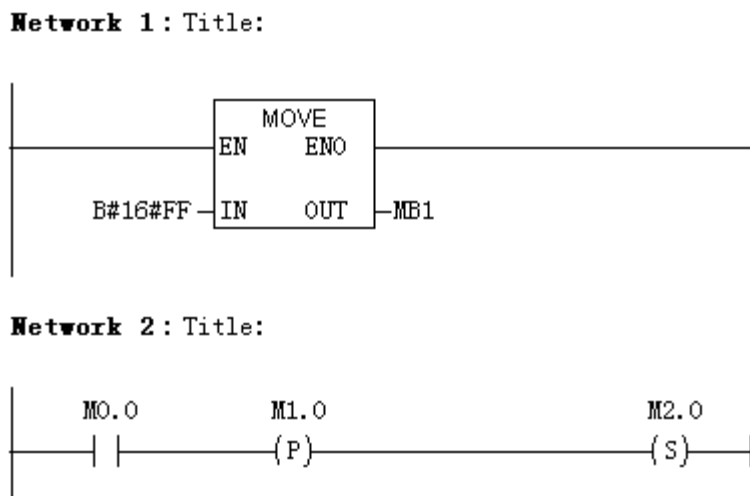 Network 1: Title:
MOVE
EN ENO
B#16#FF IN OUT MB1
Network 2: Title:
M0.0 M1.0 M2.0
(P) (S)